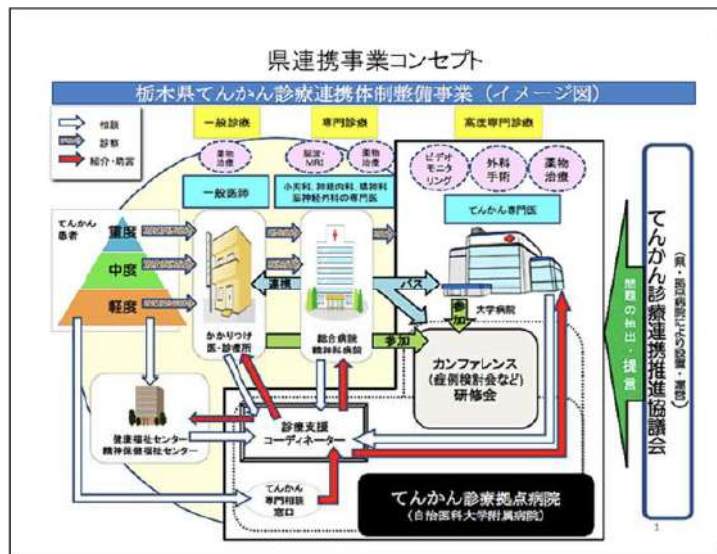 県連携事業コンセプト
栃木県てんかん診療連携体制整備事業（イメージ図）
相談
診察
紹介・助言
一般診療
専門診療
高度専門診療
薬物
治療
脳波・
MRI
薬物
治療
ビデオ
モニタ
リング
外科
手術
薬物
治療
一般医師
小児科、神経内科、精神科
脳神経外科の専門医
てんかん専門医
てんかん
患者
重度
中度
軽度
連携
パス
かかりつけ
医・診療所
総合病院
精神科病院
大学病院
参加
参加
カンファレンス
(症例検討会など)
研修会
健康福祉センター
精神保健福祉センター
診療支援
コーディネーター
てんかん
専門相談
窓口
てんかん診療拠点病院
(自治医科大学附属病院)
問題の抽出・提言
てんかん診療連携推進協議会
（県・拠点病院により設置・運営）
1